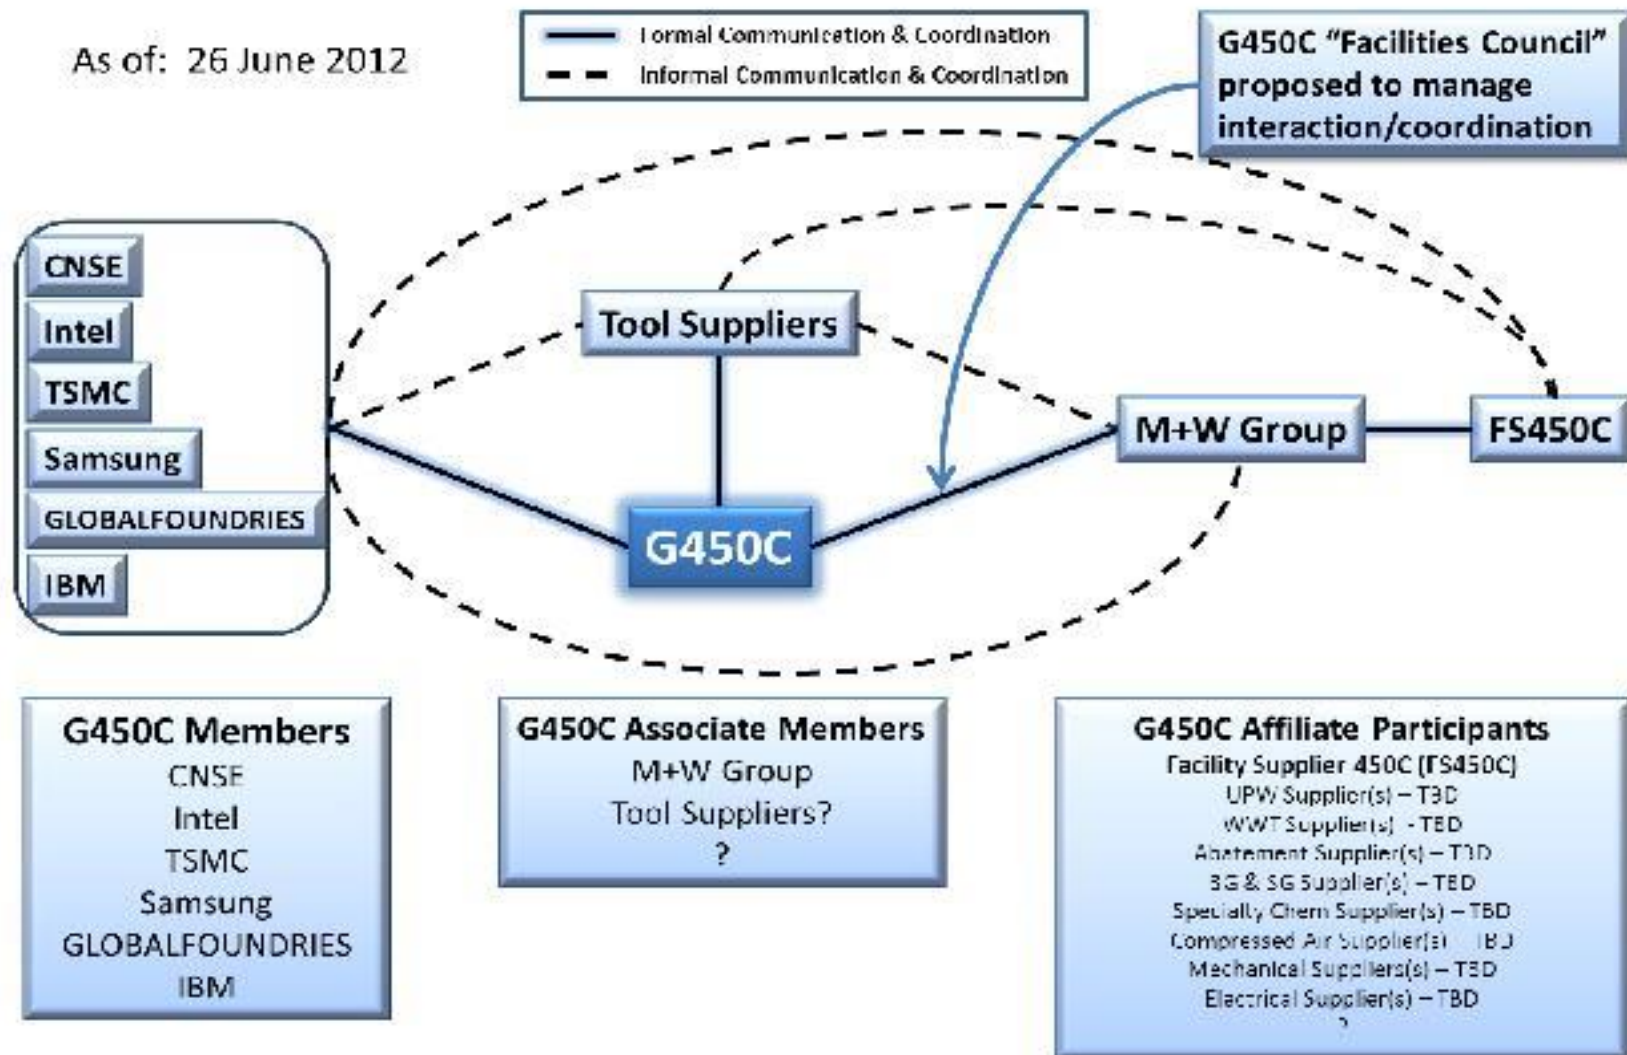 As of: 26 June 2012
Formal Communication & Coordination
Informal Communication & Coordination
G450C “Facilities Council”
proposed to manage
interaction/coordination
CNSE
Intel
TSMC
Samsung
GLOBALFOUNDRIES
IBM
Tool Suppliers
G450C
M+W Group
FS450C
G450C Members
CNSE
Intel
TSMC
Samsung
GLOBALFOUNDRIES
IBM
G450C Associate Members
M+W Group
Tool Suppliers?
?
G450C Affiliate Participants
Facility Supplier 450C (FS450C)
UPW Supplier(s) – TBD
WWT Supplier(s) - TBD
Abatement Supplier(s) – TBD
BG & SG Supplier(s) – TBD
Specialty Chem Supplier(s) – TBD
Compressed Air Supplier(s) – TBD
Mechanical Suppliers(s) – TBD
Electrical Supplier(s) – TBD
?